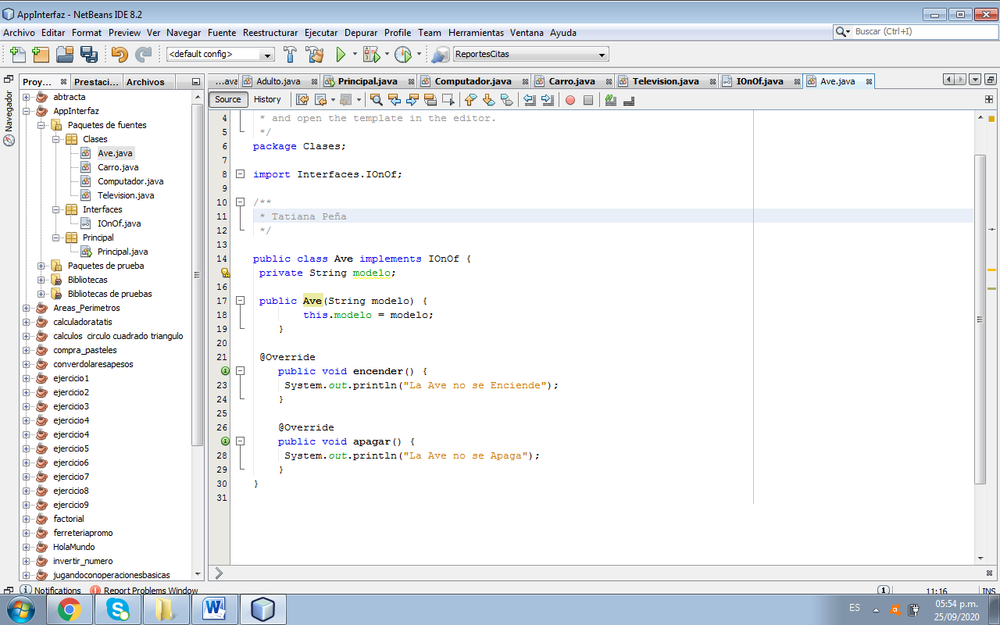 AppInterfaz - NetBeans IDE 8.2
Archivo Editar Format Preview Ver Navegar Fuente Reestructurar Ejecutar Depurar Profile Team Herramientas Ventana Ayuda
Buscar (Ctrl+I)
<default config>
ReportesCitas
Proy... Prestaci... Archivos
...ava Adulto.java Principal.java Computador.java Carro.java Television.java IOnOf.java Ave.java
Source History
Navegador
abtracta
AppInterfaz
Paquetes de fuentes
Clases
Ave.java
Carro.java
Computador.java
Television.java
Interfaces
IOnOf.java
Principal
Principal.java
Paquetes de prueba
Bibliotecas
Bibliotecas de pruebas
Areas_Perimetros
calculadoratatis
calculos circulo cuadrado triangulo
compra_pasteles
converdolaresapesos
ejercicio1
ejercicio2
ejercicio3
ejercicio4
ejercicio4
ejercicio5
ejercicio6
ejercicio7
ejercicio8
ejercicio9
factorial
ferreteriapromo
HolaMundo
invertir_numero
jugandoconoperacionesbasicas
4 * and open the template in the editor.
5 */
6 package Clases;
7
8 import Interfaces.IOnOf;
9
10 /**
11 * Tatiana Peña
12 */
13
14 public class Ave implements IOnOf {
private String modelo;
16
17 public Ave(String modelo) {
18 this.modelo = modelo;
19 }
20
21 @Override
public void encender() {
23 System.out.println("La Ave no se Enciende");
24 }
25
26 @Override
public void apagar() {
28 System.out.println("La Ave no se Apaga");
29 }
30 }
31
Notifications Report Problems Window
1 11:16 INS
ES 05:54 p.m.
25/09/2020